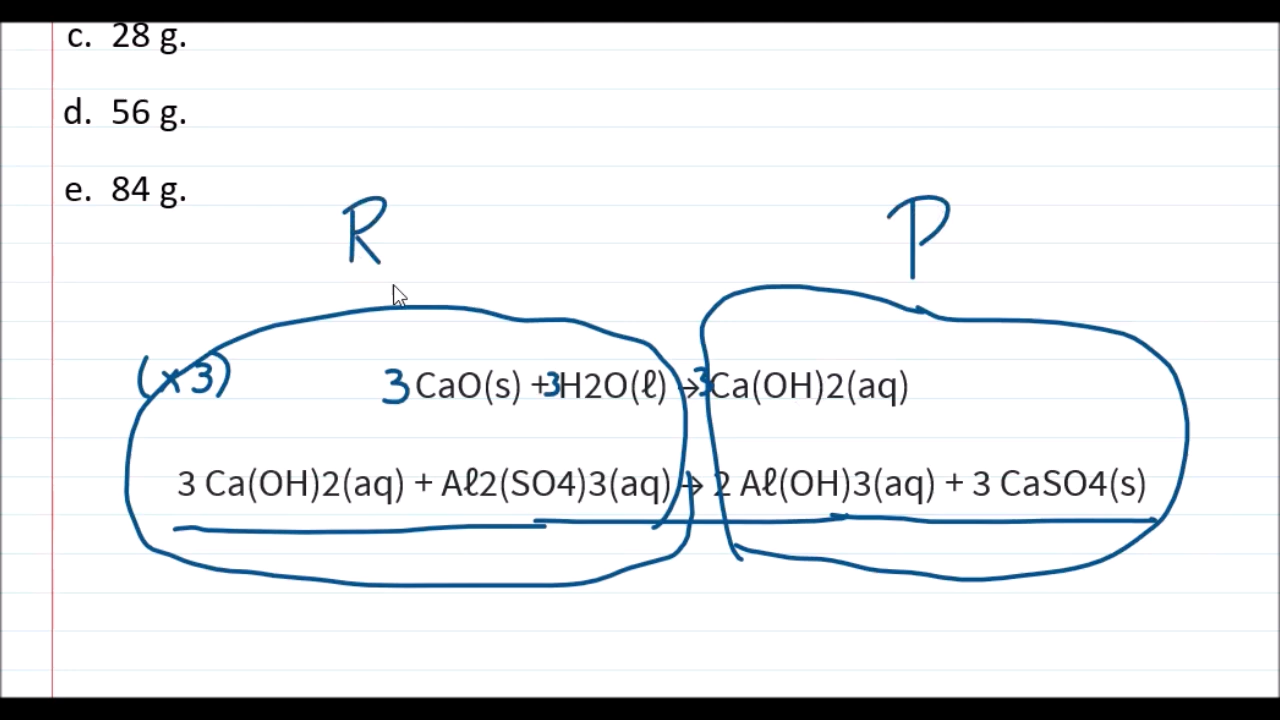 c. 28 g.
d. 56 g.
e. 84 g.
R P
(x3) 3 CaO(s) + 3 H2O(ℓ) → 3 Ca(OH)2(aq)
3 Ca(OH)2(aq) + Aℓ2(SO4)3(aq) → 2 Aℓ(OH)3(aq) + 3 CaSO4(s)